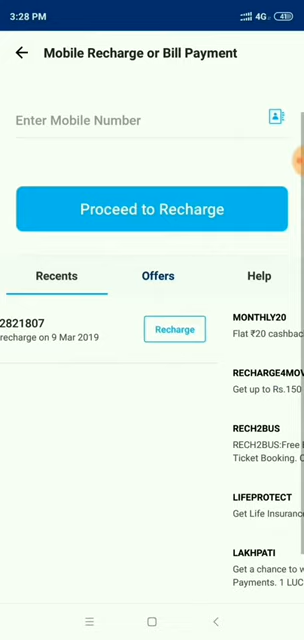 3:28 PM 4G 41
Mobile Recharge or Bill Payment
Enter Mobile Number
Proceed to Recharge
Recents Offers Help
2821807
recharge on 9 Mar 2019
Recharge
MONTHLY20
Flat ₹20 cashba
RECHARGE4MOV
Get up to Rs.150
RECH2BUS
RECH2BUS:Free
Ticket Booking.
LIFEPROTECT
Get Life Insuranc
LAKHPATI
Get a chance to w
Payments. 1 LUC